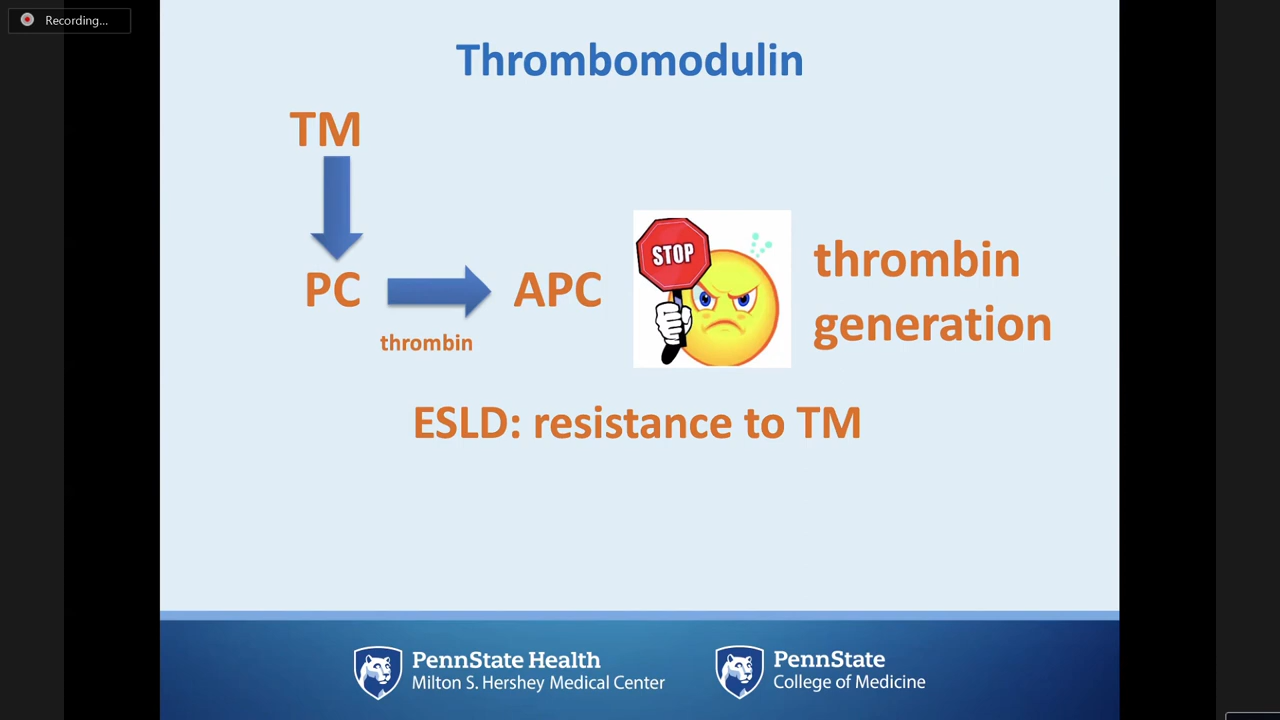 Recording...
Thrombomodulin
TM
PC
APC
thrombin
STOP
thrombin
generation
ESLD: resistance to TM
PennState Health
Milton S. Hershey Medical Center
PennState
College of Medicine